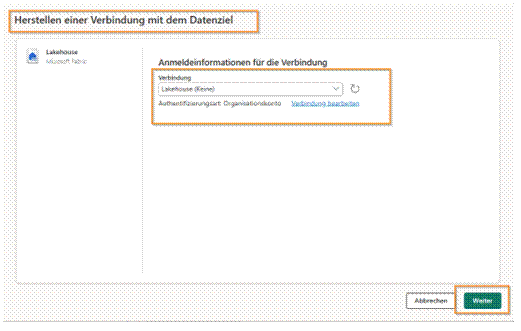 Herstellen einer Verbindung mit dem Datenziel
Lakehouse
Microsoft Fabric
Anmeldeinformationen für die Verbindung
Verbindung
Lakehouse (Keine)
Authentifizierungsart: Organisationskonto Verbindung bearbeiten
Abbrechen
Weiter